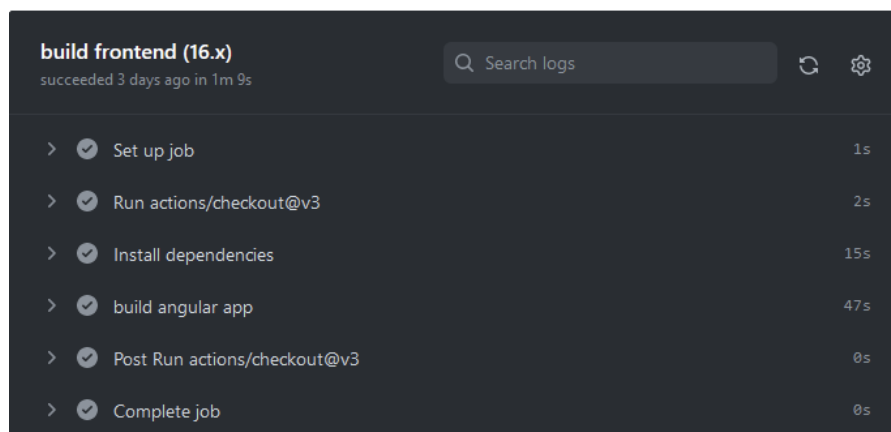 build frontend (16.x)
succeeded 3 days ago in 1m 9s
Search logs
Set up job 1s
Run actions/checkout@v3 2s
Install dependencies 15s
build angular app 47s
Post Run actions/checkout@v3 0s
Complete job 0s